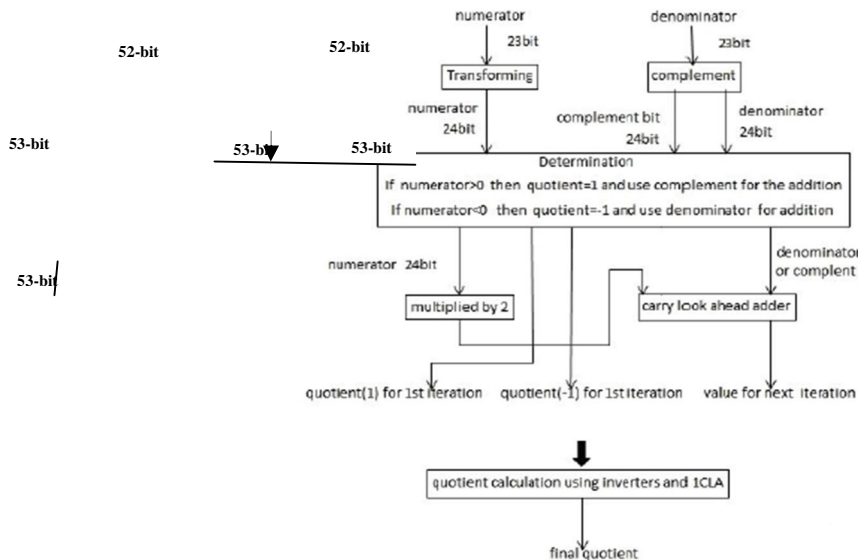 numerator
denominator
52-bit
52-bit
23bit
23bit
Transforming
complement
numerator
24bit
complement bit
24bit
denominator
24bit
53-bit
53-bit
53-bit
Determination
If numerator>0 then quotient=1 and use complement for the addition
If numerator<0 then quotient=-1 and use denominator for addition
53-bit
numerator 24bit
denominator
or complent
multiplied by 2
carry look ahead adder
quotient(1) for 1st iteration
quotient(-1) for 1st iteration
value for next iteration
quotient calculation using inverters and 1CLA
final quotient